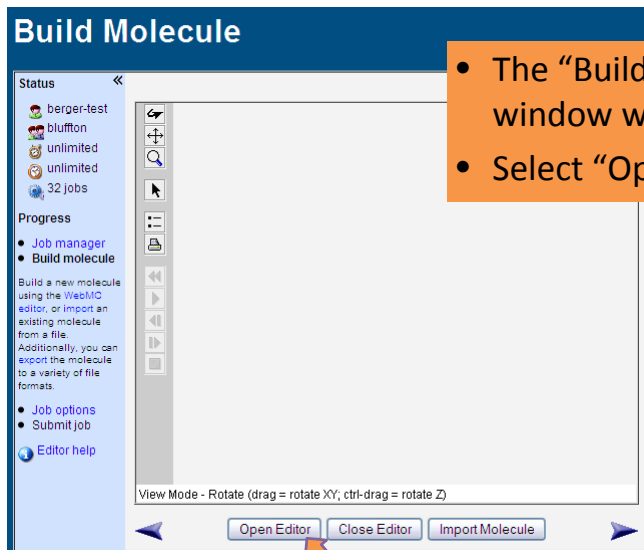 Build Molecule
• The “Build
window w
• Select “Op
Status «
berger-test
bluffton
unlimited
unlimited
32 jobs
Progress
• Job manager
• Build molecule
Build a new molecule
using the WebMO
editor, or import an
existing molecule
from a file.
Additionally, you can
export the molecule
to a variety of file
formats.
• Job options
• Submit job
Editor help
View Mode - Rotate (drag = rotate XY; ctrl-drag = rotate Z)
Open Editor Close Editor Import Molecule